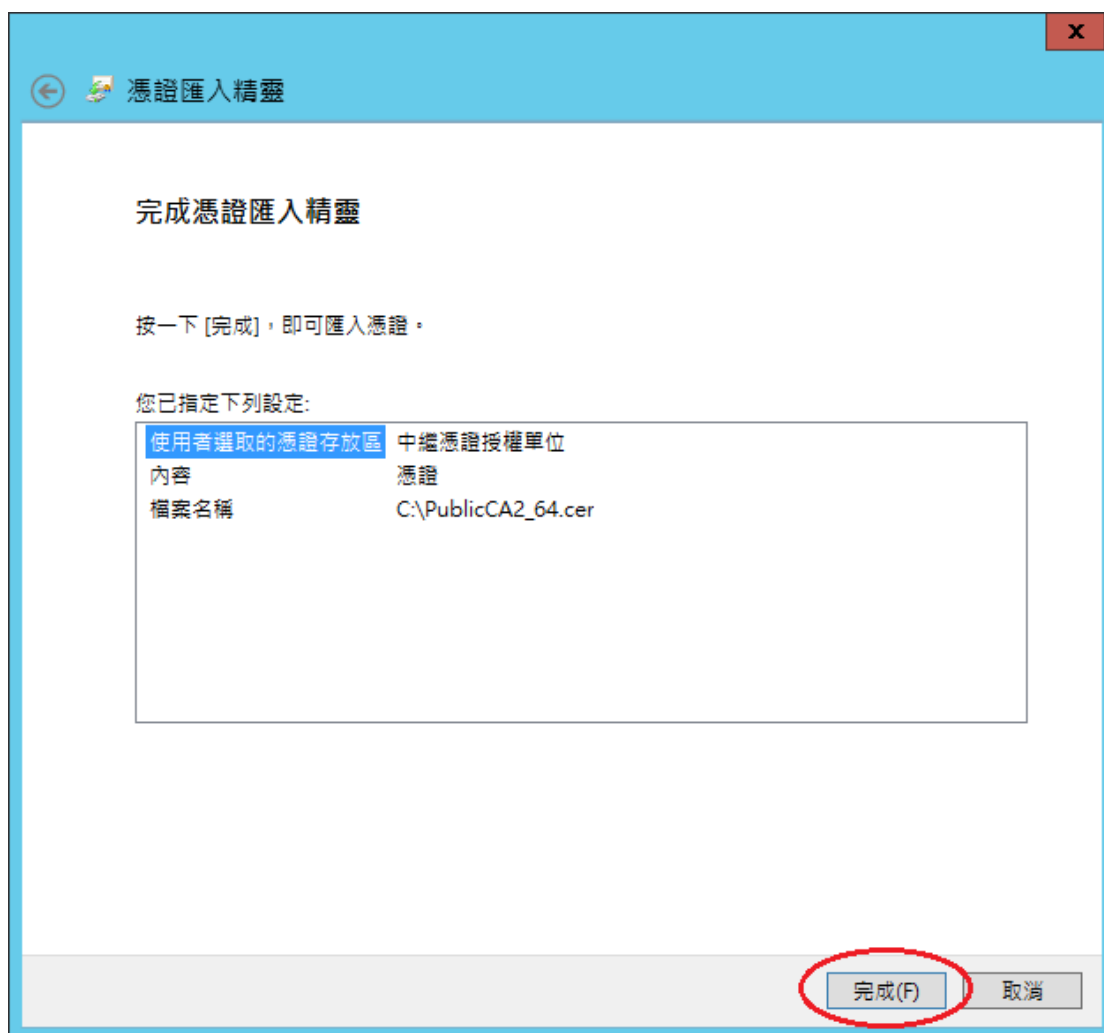 x
憑證匯入精靈
完成憑證匯入精靈
按一下 [完成]，即可匯入憑證。
您已指定下列設定:
使用者選取的憑證存放區 中繼憑證授權單位
內容 憑證
檔案名稱 C:\PublicCA2_64.cer
完成(F) 取消